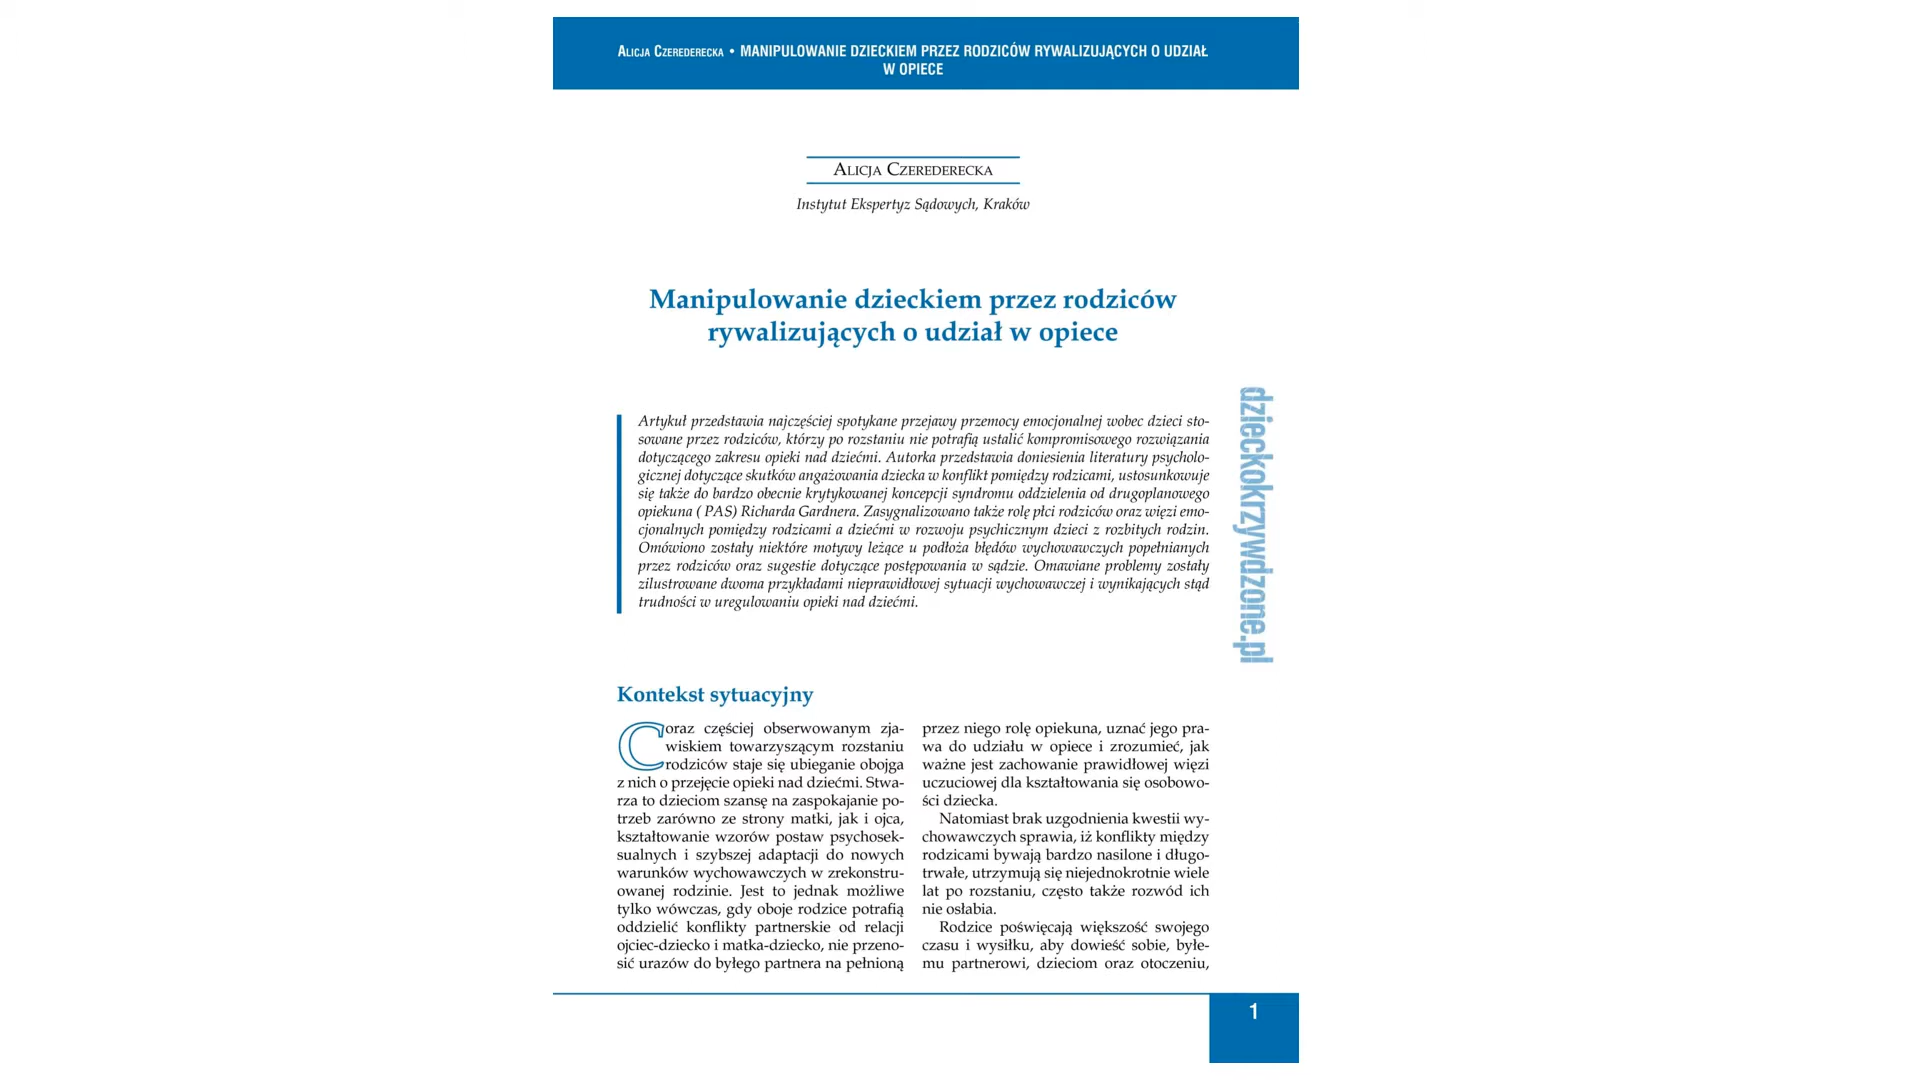 Alicja Czerederecka • MANIPULOWANIE DZIECKIEM PRZEZ RODZICÓW RYWALIZUJĄCYCH O UDZIAŁ
W OPIECE
Alicja Czerederecka
Instytut Ekspertyz Sądowych, Kraków
Manipulowanie dzieckiem przez rodziców
rywalizujących o udział w opiece
Artykuł przedstawia najczęściej spotykane przejawy przemocy emocjonalnej wobec dzieci sto-
sowane przez rodziców, którzy po rozstaniu nie potrafią ustalić kompromisowego rozwiązania
dotyczącego zakresu opieki nad dziećmi. Autorka przedstawia doniesienia literatury psycholo-
gicznej dotyczące skutków angażowania dziecka w konflikt pomiędzy rodzicami, ustosunkowuje
się także do bardzo obecnie krytykowanej koncepcji syndromu oddzielenia od drugoplanowego
opiekuna ( PAS) Richarda Gardnera. Zasygnalizowano także rolę płci rodziców oraz więzi emo-
cjonalnych pomiędzy rodzicami a dziećmi w rozwoju psychicznym dzieci z rozbitych rodzin.
Omówiono zostały niektóre motywy leżące u podłoża błędów wychowawczych popełnianych
przez rodziców oraz sugestie dotyczące postępowania w sądzie. Omawiane problemy zostały
zilustrowane dwoma przykładami nieprawidłowej sytuacji wychowawczej i wynikających stąd
trudności w uregulowaniu opieki nad dziećmi.
dzieckokrzywdzone.pl
Kontekst sytuacyjny
Coraz częściej obserwowanym zja-
wiskiem towarzyszącym rozstaniu
rodziców staje się ubieganie obojga
z nich o przejęcie opieki nad dziećmi. Stwa-
rza to dzieciom szansę na zaspokajanie po-
trzeb zarówno ze strony matki, jak i ojca,
kształtowanie wzorów postaw psychosek-
sualnych i szybszej adaptacji do nowych
warunków wychowawczych w zrekonstru-
owanej rodzinie. Jest to jednak możliwe
tylko wówczas, gdy oboje rodzice potrafią
oddzielić konflikty partnerskie od relacji
ojciec-dziecko i matka-dziecko, nie przeno-
sić urazów do byłego partnera na pełnioną
przez niego rolę opiekuna, uznać jego pra-
wa do udziału w opiece i zrozumieć, jak
ważne jest zachowanie prawidłowej więzi
uczuciowej dla kształtowania się osobowo-
ści dziecka.
Natomiast brak uzgodnienia kwestii wy-
chowawczych sprawia, iż konflikty między
rodzicami bywają bardzo nasilone i długo-
trwałe, utrzymują się niejednokrotnie wiele
lat po rozstaniu, często także rozwód ich
nie osłabia.
Rodzice poświęcają większość swojego
czasu i wysiłku, aby dowieść sobie, byłe-
mu partnerowi, dzieciom oraz otoczeniu,
1